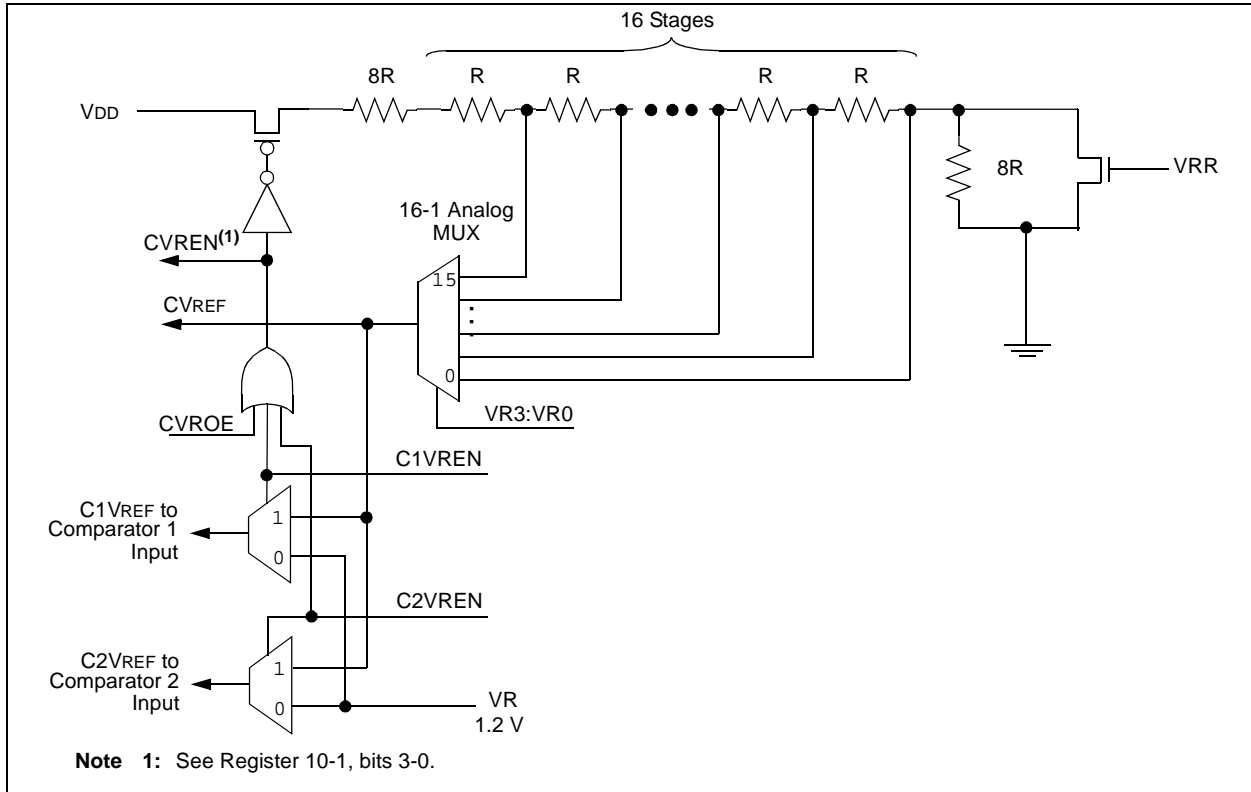 16 Stages
8R
R
R
R
R
VDD
8R
VRR
16-1 Analog
MUX
CVREN(1)
15
CVREF
0
VR3:VR0
CVROE
C1VREN
C1VREF to
Comparator 1
Input
1
0
C2VREN
C2VREF to
Comparator 2
Input
1
0
VR
1.2 V
Note 1: See Register 10-1, bits 3-0.